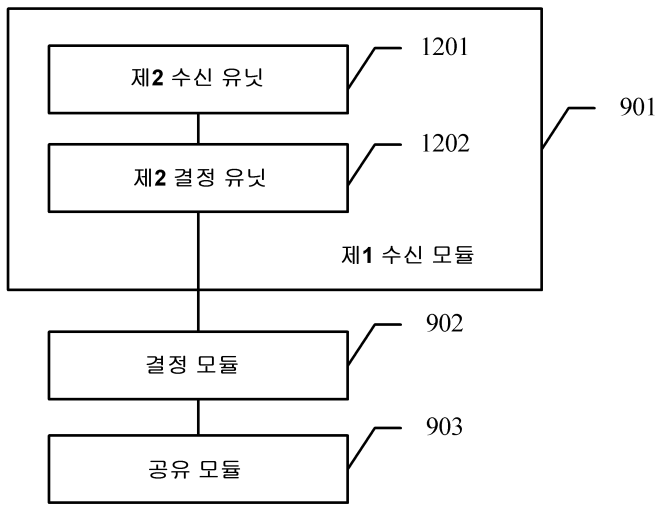 제2 수신 유닛
1201
제2 결정 유닛
1202
제1 수신 모듈
901
결정 모듈
902
공유 모듈
903